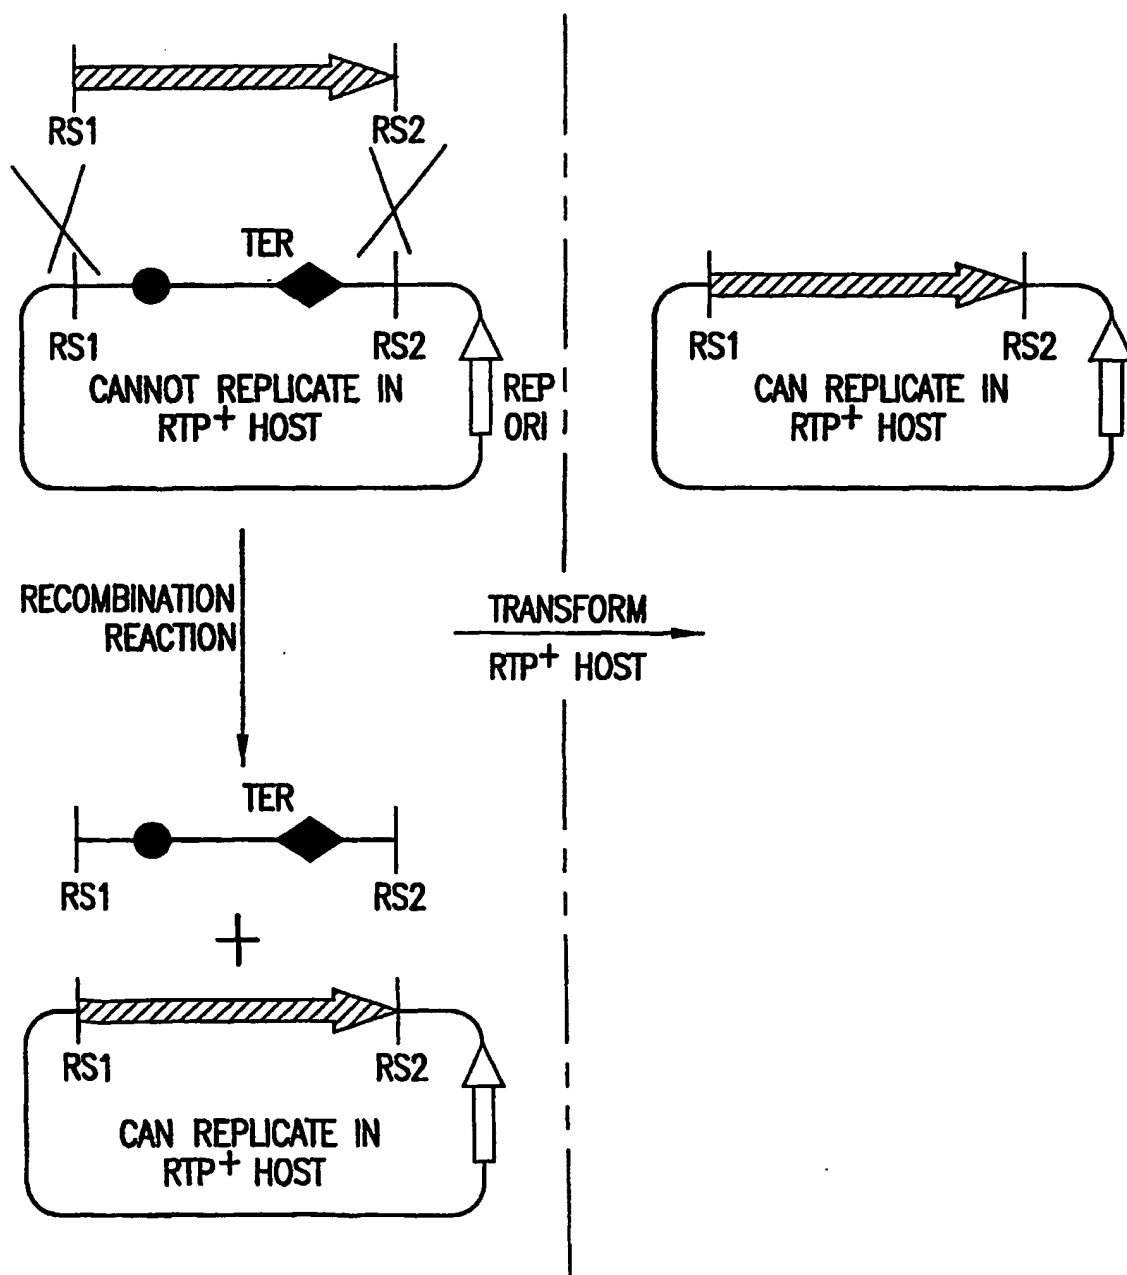 RS1 RS2
TER
RS1 RS2
CANNOT REPLICATE IN
RTP+ HOST
REP
ORI
RS1 RS2
CAN REPLICATE IN
RTP+ HOST
RECOMBINATION
REACTION
TRANSFORM
RTP+ HOST
TER
RS1 RS2
+
RS1 RS2
CAN REPLICATE IN
RTP+ HOST